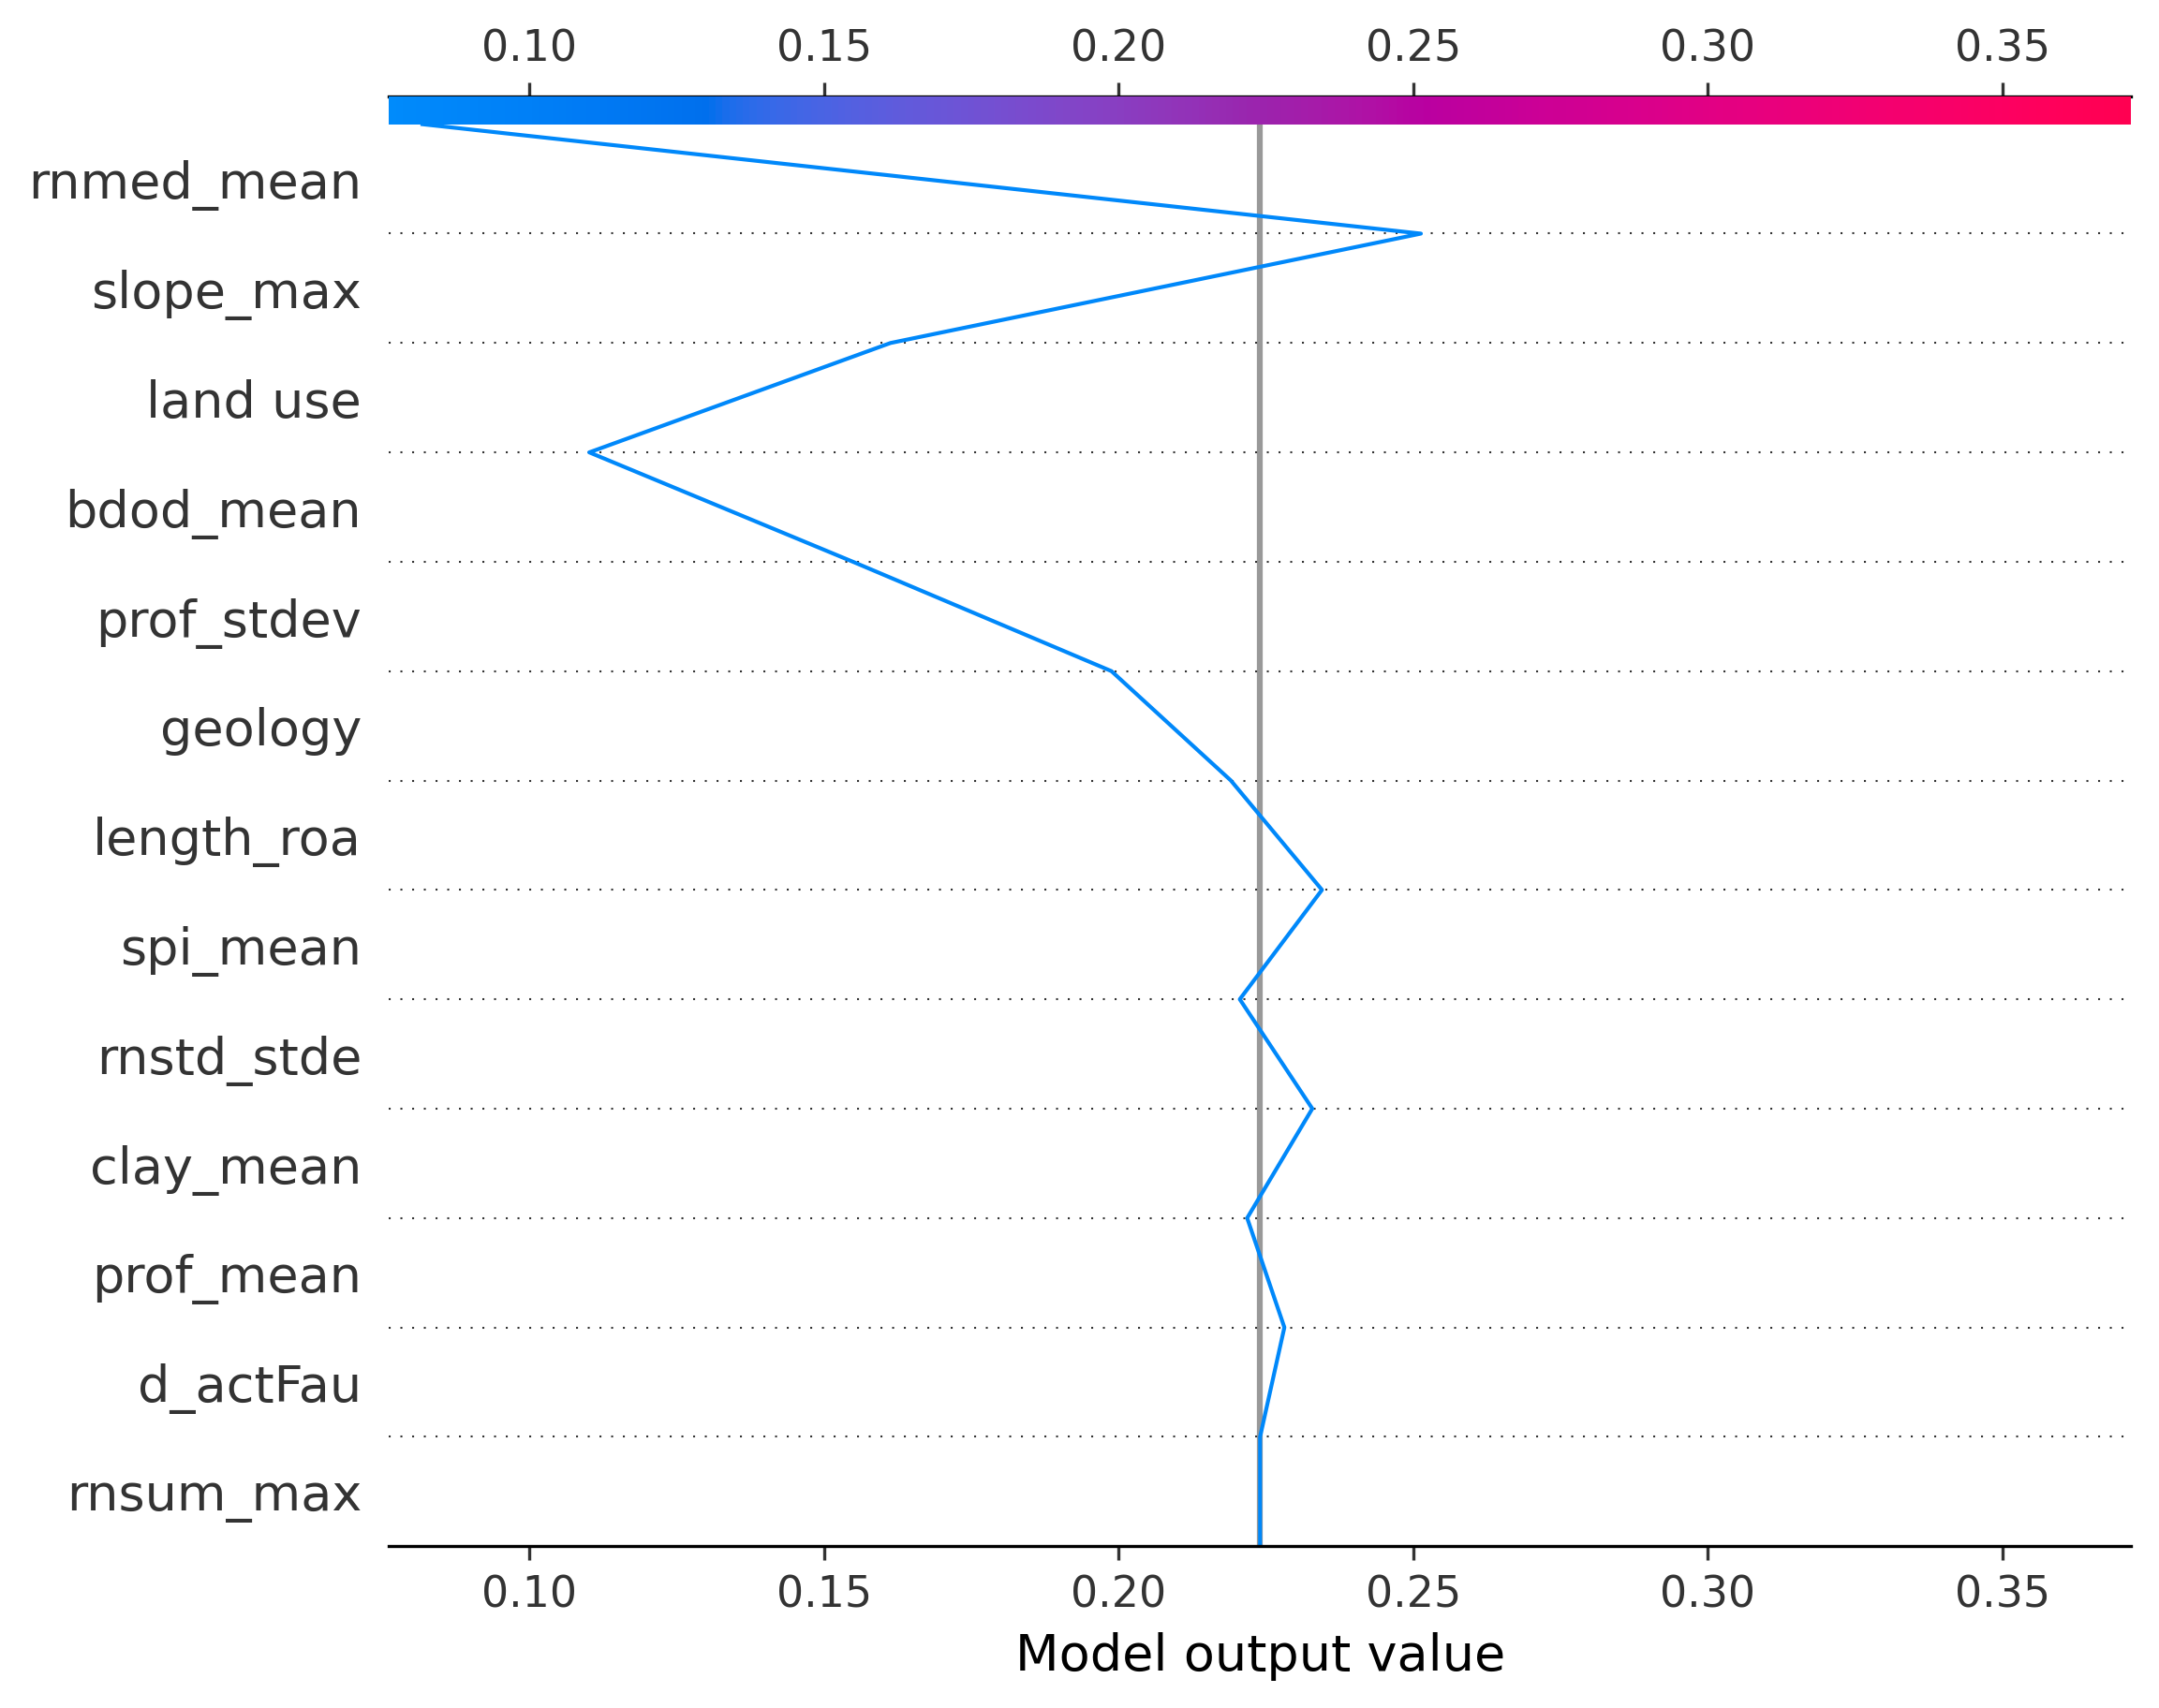 0.10 0.15 0.20 0.25 0.30 0.35
rnmed_mean
slope_max
land use
bdod_mean
prof_stdev
geology
length_roa
spi_mean
rnstd_stde
clay_mean
prof_mean
d_actFau
rnsum_max
0.10 0.15 0.20 0.25 0.30 0.35
Model output value